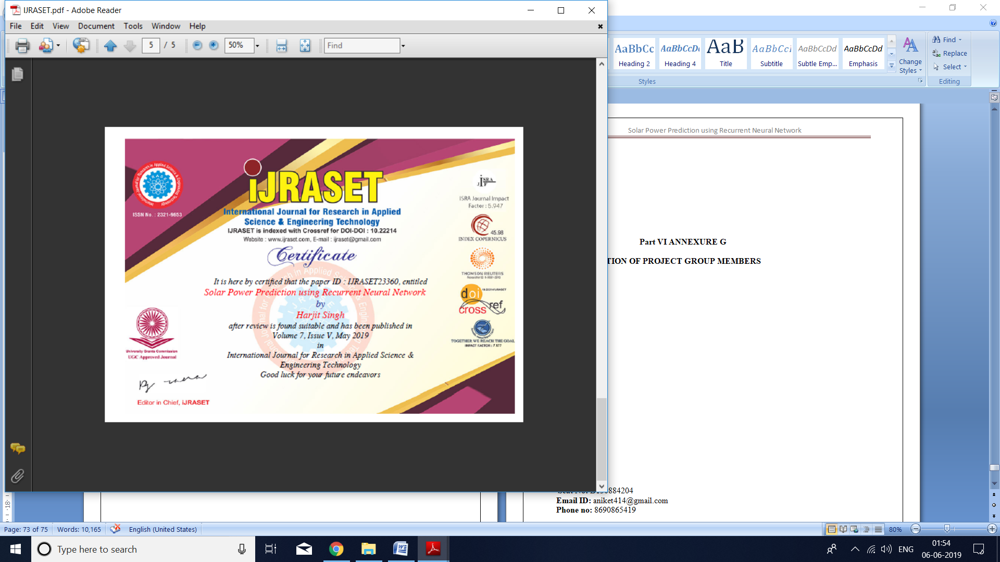 IJRASET.pdf - Adobe Reader
File Edit View Document Tools Window Help
5 / 5 50% Find
ISSN No. : 2321-9653
iJRASET
International Journal for Research in Applied
Science & Engineering Technology
IJRASET is indexed with Crossref for DOI-DOI : 10.22214
Website : www.ijraset.com, E-mail : ijraset@gmail.com
Certificate
It is here by certified that the paper ID : IJRASET23360, entitled
Solar Power Prediction using Recurrent Neural Network
by
Harjit Singh
after review is found suitable and has been published in
Volume 7, Issue V, May 2019
in
International Journal for Research in Applied Science &
Engineering Technology
Good luck for your future endeavors
University Grants Commission
UGC Approved Journal
Editor in Chief, iJRASET
ISRA
JIF
ISRA Journal Impact
Factor : 5.947
45.98
INDEX COPERNICUS
THOMSON REUTERS
doi
cross ref
TOGETHER WE REACH THE GOAL
IMPACT FACTOR : 7.177
AaBbCc AaBbCcDd AaB AaBbCcI AaBbCcDd AaBbCcDd
Heading 2 Heading 4 Title Subtitle Subtle Emp... Emphasis
Change
Styles
Styles
Find
Replace
Select
Editing
Solar Power Prediction using Recurrent Neural Network
Part VI ANNEXURE G
TION OF PROJECT GROUP MEMBERS
884204
Email ID: aniket414@gmail.com
Phone no: 8690865419
18
Page: 73 of 75 Words: 10,165 English (United States) 80%
Type here to search
ENG
01:54
06-06-2019